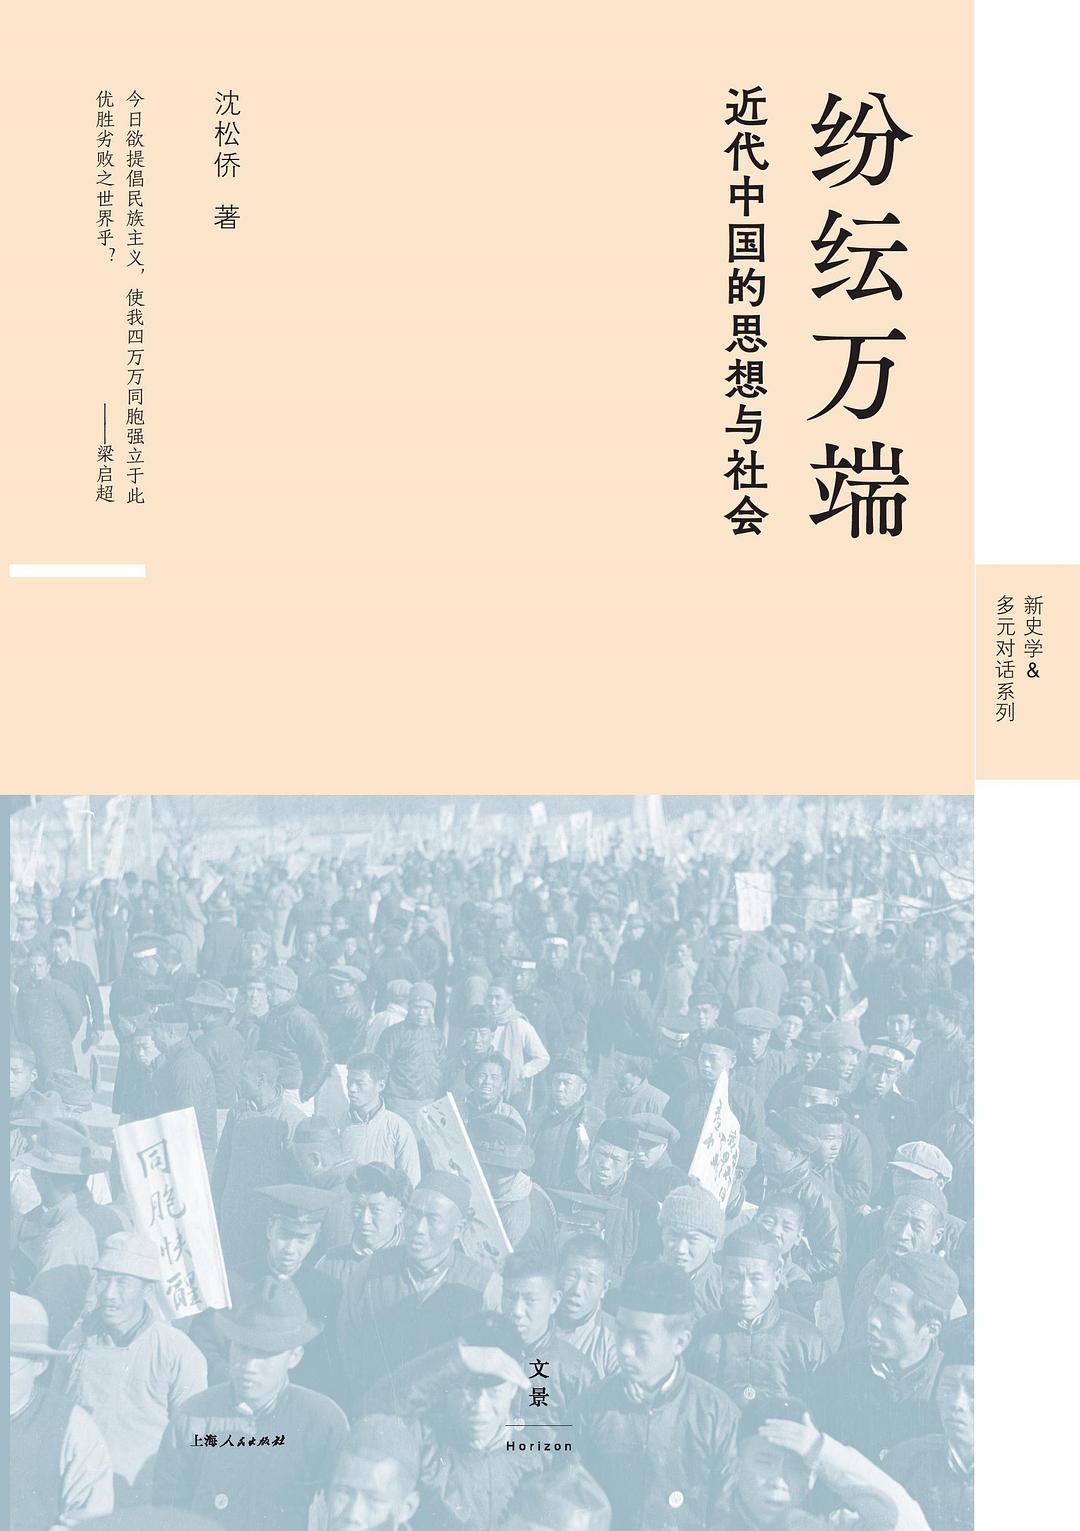 纷纭万端
近代中国的思想与社会
沈松侨 著
今日欲提倡民族主义，使我四万万同胞强立于此
优胜劣败之世界乎？ ——梁启超
新史学&
多元对话系列
同胞快醒
文景
Horizon
上海人民出版社